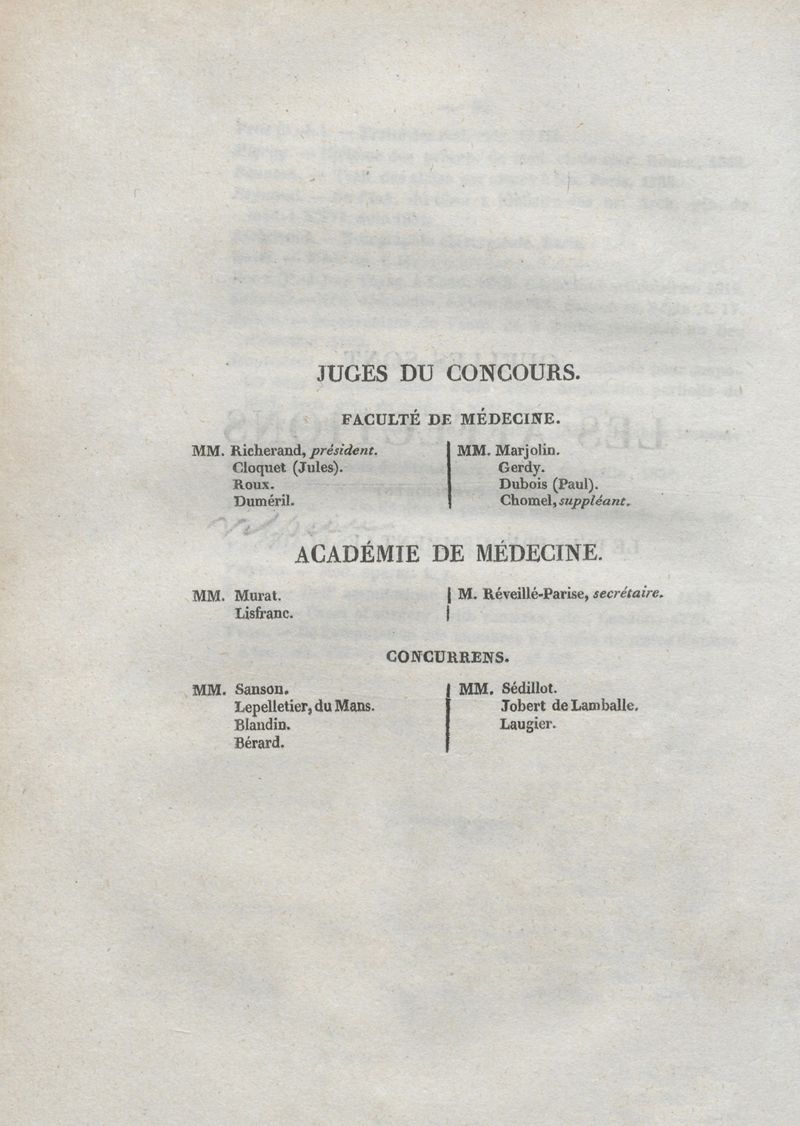 JUGES DU CONCOURS.
FACULTÉ DE MÉDECINE.
MM. Richerand, président.
Cloquet (Jules).
Roux.
Duméril.
MM. Marjolin.
Gerdy.
Dubois (Paul).
Chomel, suppléant.
Velpeau
ACADÉMIE DE MÉDECINE.
MM. Murat.
Lisfranc.
M. Réveillé-Parise, secrétaire.
CONCURRENS.
MM. Sanson.
Lepelletier, du Mans.
Blandin.
Bérard.
MM. Sédillot.
Jobert de Lamballe.
Laugier.